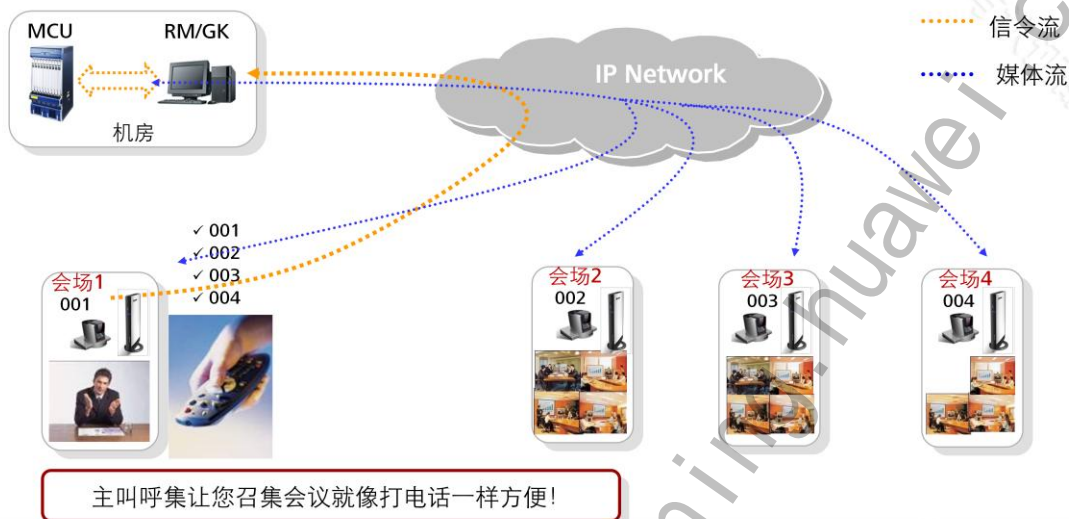 MCU
RM/GK
机房
IP Network
信令流
媒体流
✓ 001
✓ 002
✓ 003
✓ 004
会场1
001
会场2
002
会场3
003
会场4
004
主叫呼集让您召集会议就像打电话一样方便!
ning.huawei.c